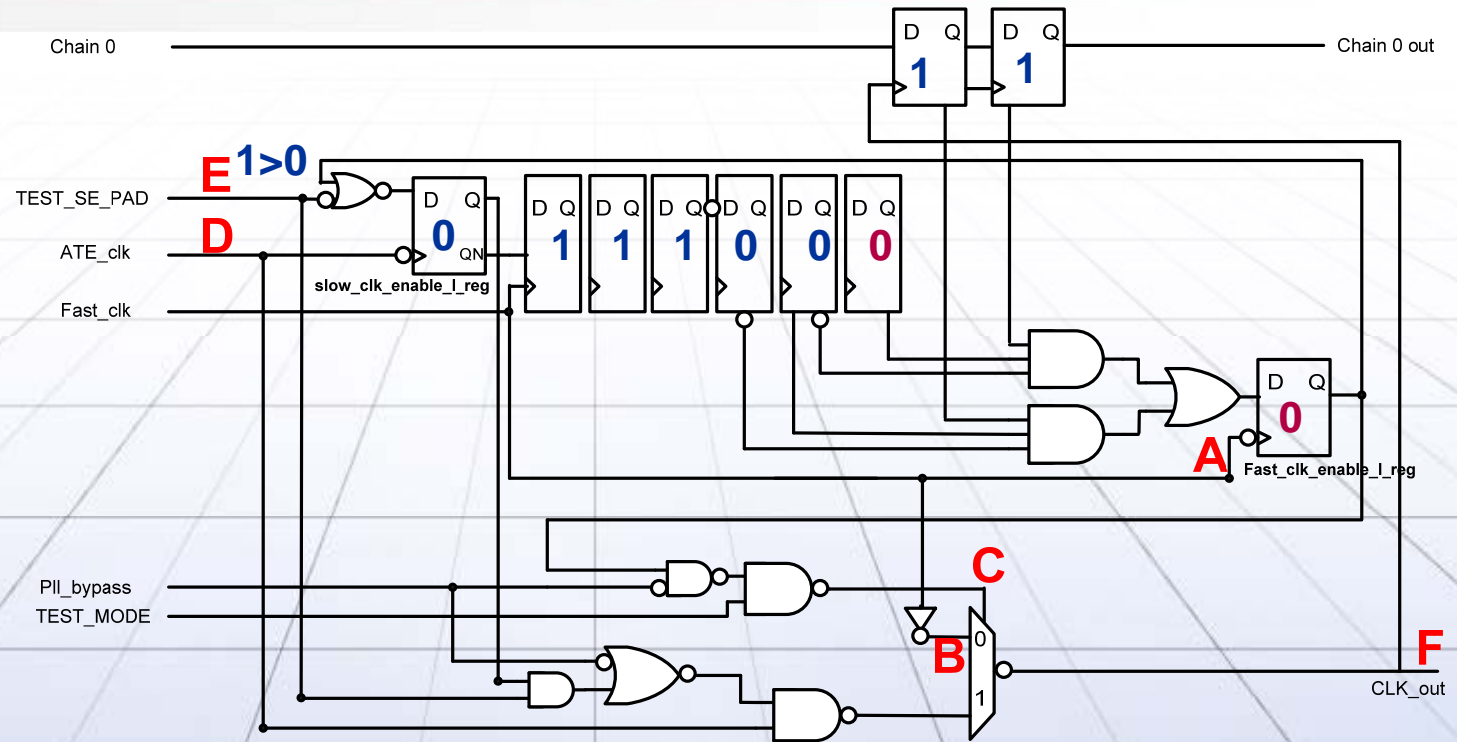 D Q
D Q
Chain 0
Chain 0 out
1
1
E
1>0
TEST_SE_PAD
D Q
D Q
D Q
D Q
D Q
D Q
D Q
D
0
1
1
1
0
0
0
ATE_clk
QN
slow_clk_enable_l_reg
Fast_clk
D Q
0
A
Fast_clk_enable_l_reg
C
Pll_bypass
TEST_MODE
0
B
F
CLK_out
1